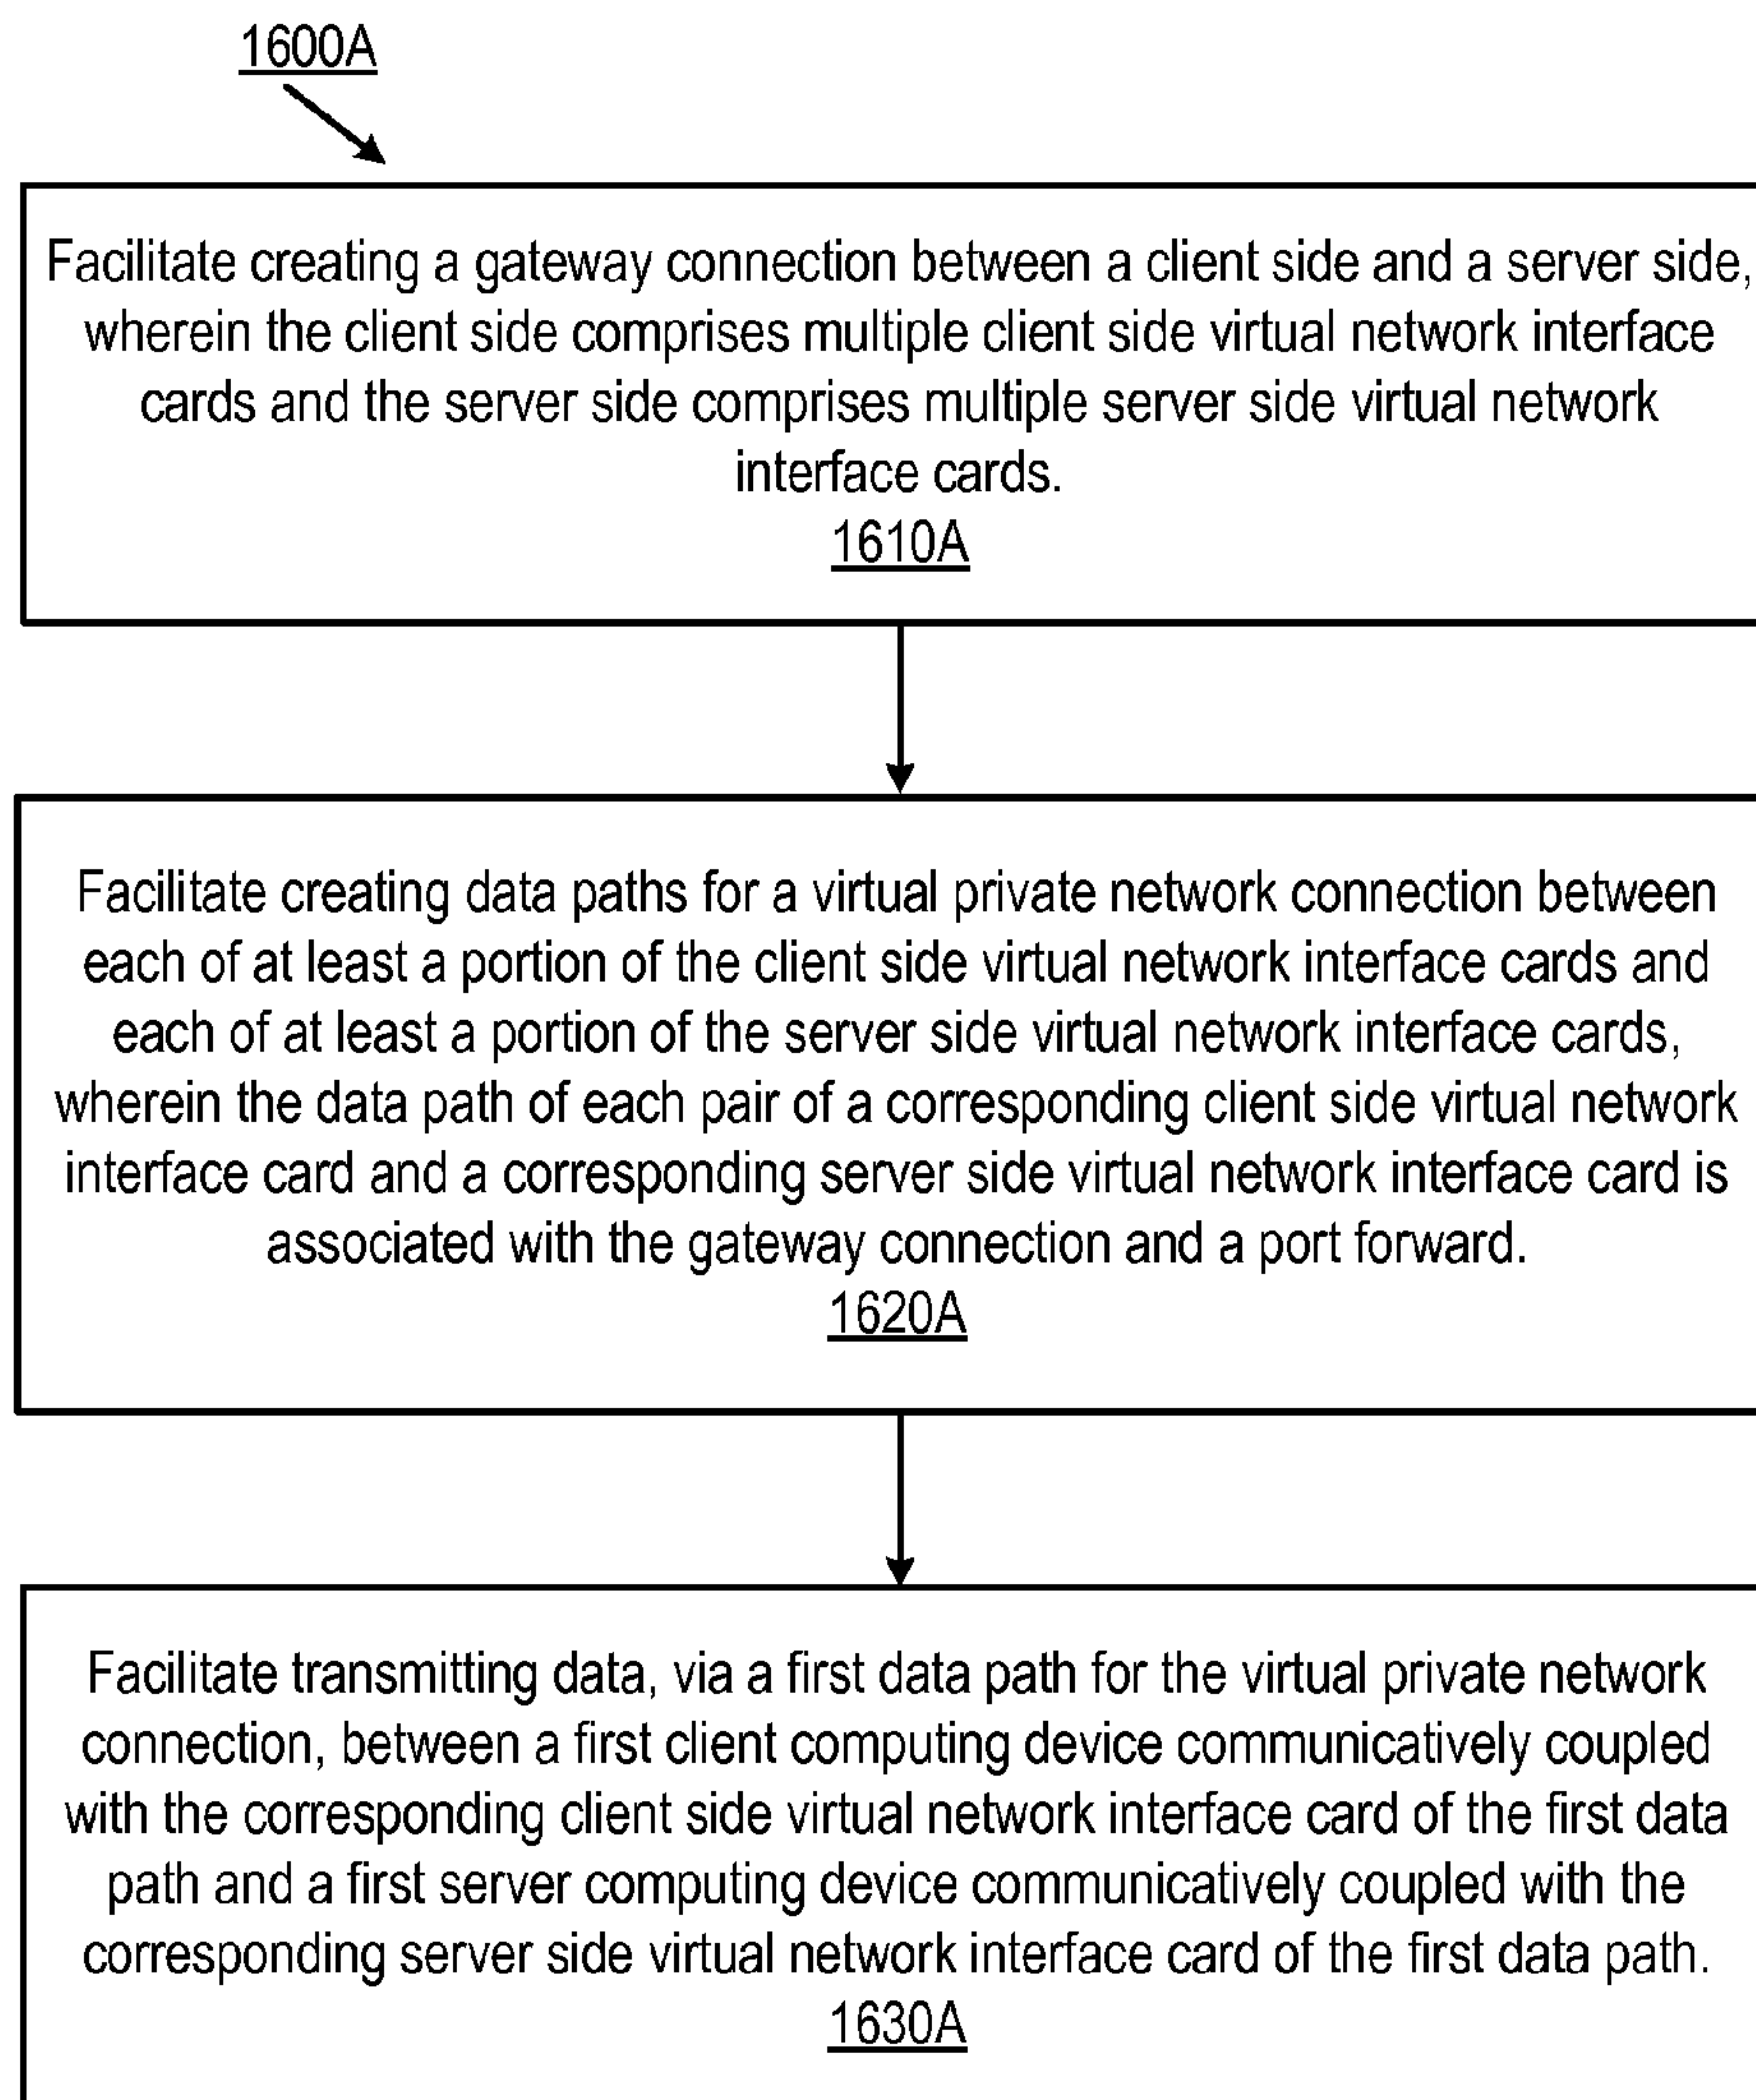 1600A
Facilitate creating a gateway connection between a client side and a server side,
wherein the client side comprises multiple client side virtual network interface
cards and the server side comprises multiple server side virtual network
interface cards.
1610A
Facilitate creating data paths for a virtual private network connection between
each of at least a portion of the client side virtual network interface cards and
each of at least a portion of the server side virtual network interface cards,
wherein the data path of each pair of a corresponding client side virtual network
interface card and a corresponding server side virtual network interface card is
associated with the gateway connection and a port forward.
1620A
Facilitate transmitting data, via a first data path for the virtual private network
connection, between a first client computing device communicatively coupled
with the corresponding client side virtual network interface card of the first data
path and a first server computing device communicatively coupled with the
corresponding server side virtual network interface card of the first data path.
1630A